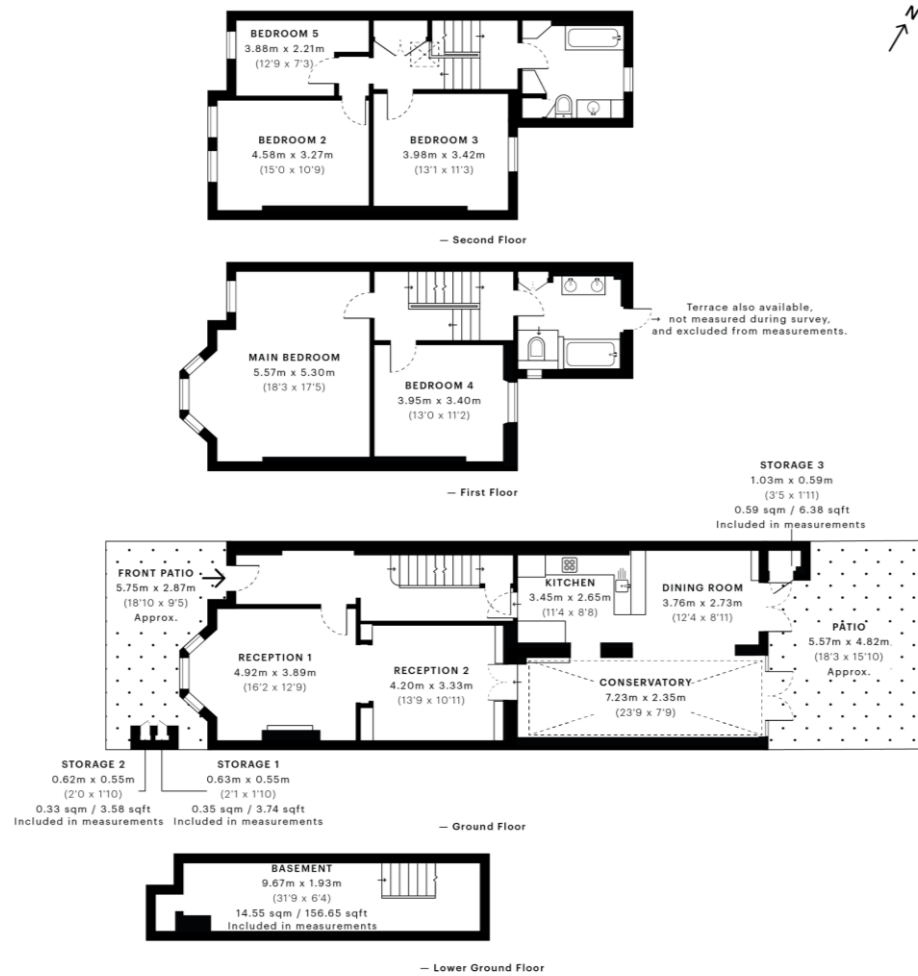 N
BEDROOM 5
3.88m x 2.21m
(12'9 x 7'3)
BEDROOM 2
4.58m x 3.27m
(15'0 x 10'9)
BEDROOM 3
3.98m x 3.42m
(13'1 x 11'3)
— Second Floor
MAIN BEDROOM
5.57m x 5.30m
(18'3 x 17'5)
BEDROOM 4
3.95m x 3.40m
(13'0 x 11'2)
Terrace also available,
not measured during survey,
and excluded from measurements.
— First Floor
STORAGE 3
1.03m x 0.59m
(3'5 x 1'11)
0.59 sqm / 6.38 sqft
Included in measurements
FRONT PATIO
5.75m x 2.87m
(18'10 x 9'5)
Approx.
KITCHEN
3.45m x 2.65m
(11'4 x 8'8)
DINING ROOM
3.76m x 2.73m
(12'4 x 8'11)
PATIO
5.57m x 4.82m
(18'3 x 15'10)
Approx.
RECEPTION 1
4.92m x 3.89m
(16'2 x 12'9)
RECEPTION 2
4.20m x 3.33m
(13'9 x 10'11)
CONSERVATORY
7.23m x 2.35m
(23'9 x 7'9)
STORAGE 2
0.62m x 0.55m
(2'0 x 1'10)
0.33 sqm / 3.58 sqft
Included in measurements
STORAGE 1
0.63m x 0.55m
(2'1 x 1'10)
0.35 sqm / 3.74 sqft
Included in measurements
— Ground Floor
BASEMENT
9.67m x 1.93m
(31'9 x 6'4)
14.55 sqm / 156.65 sqft
Included in measurements
— Lower Ground Floor